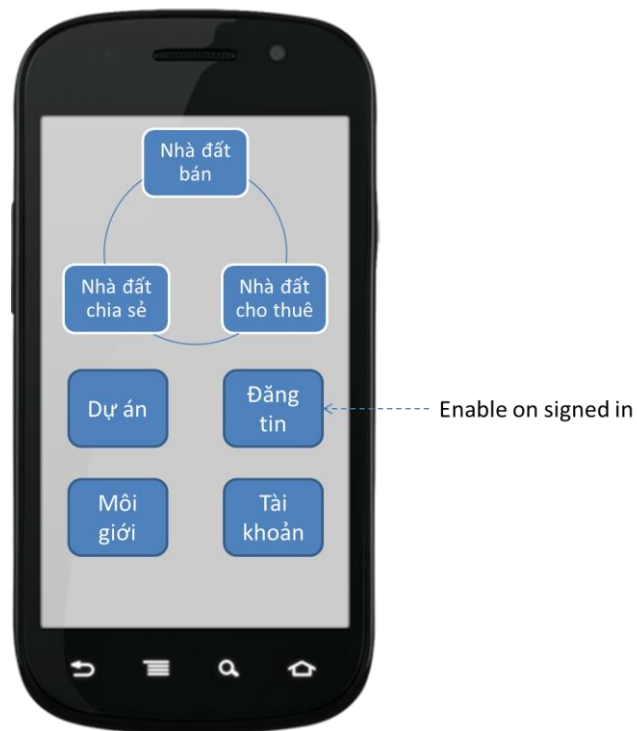 Nhà đất
bán
Nhà đất
chia sẻ
Nhà đất
cho thuê
Dự án
Đăng
tin
Enable on signed in
Môi
giới
Tài
khoản